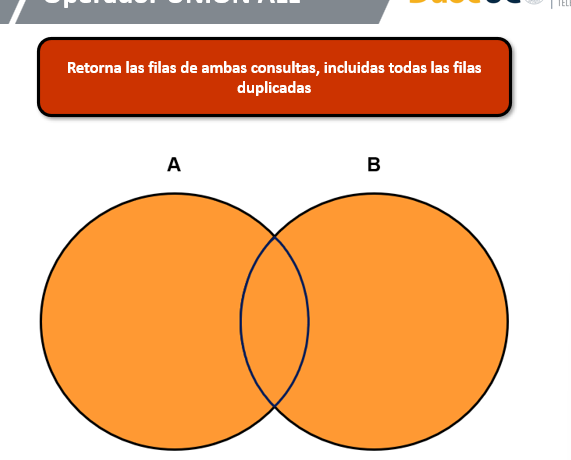 Operador UNION ALL
Retorna las filas de ambas consultas, incluidas todas las filas
duplicadas
A
B